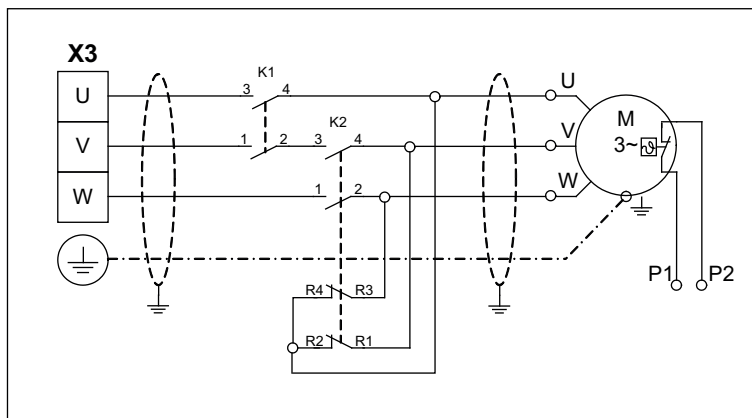 X3
K1
U 3 4 U
M
K2
V 1 2 3 4 V
3~ ϑ
W 1 2 W
P1 P2
R4 R3
R2 R1